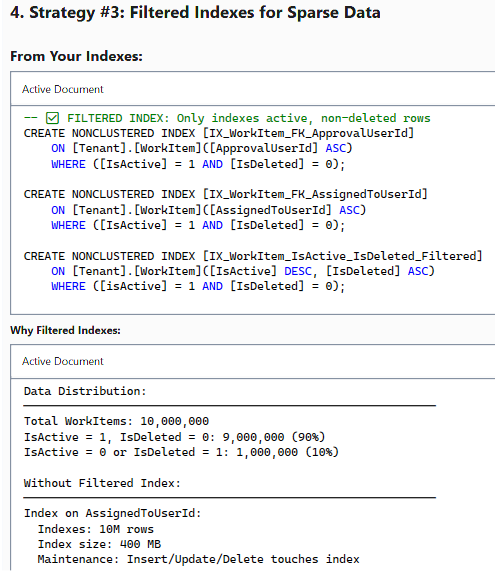 4. Strategy #3: Filtered Indexes for Sparse Data
From Your Indexes:
Active Document
-- ✅ FILTERED INDEX: Only indexes active, non-deleted rows
CREATE NONCLUSTERED INDEX [IX_WorkItem_FK_ApprovalUserId]
    ON [Tenant].[WorkItem]([ApprovalUserId] ASC)
    WHERE ([IsActive] = 1 AND [IsDeleted] = 0);
CREATE NONCLUSTERED INDEX [IX_WorkItem_FK_AssignedToUserId]
    ON [Tenant].[WorkItem]([AssignedToUserId] ASC)
    WHERE ([IsActive] = 1 AND [IsDeleted] = 0);
CREATE NONCLUSTERED INDEX [IX_WorkItem_IsActive_IsDeleted_Filtered]
    ON [Tenant].[WorkItem]([IsActive] DESC, [IsDeleted] ASC)
    WHERE ([isActive] = 1 AND [IsDeleted] = 0);
Why Filtered Indexes:
Active Document
Data Distribution:
Total WorkItems: 10,000,000
IsActive = 1, IsDeleted = 0: 9,000,000 (90%)
IsActive = 0 or IsDeleted = 1: 1,000,000 (10%)
Without Filtered Index:
Index on AssignedToUserId:
  Indexes: 10M rows
  Index size: 400 MB
  Maintenance: Insert/Update/Delete touches index